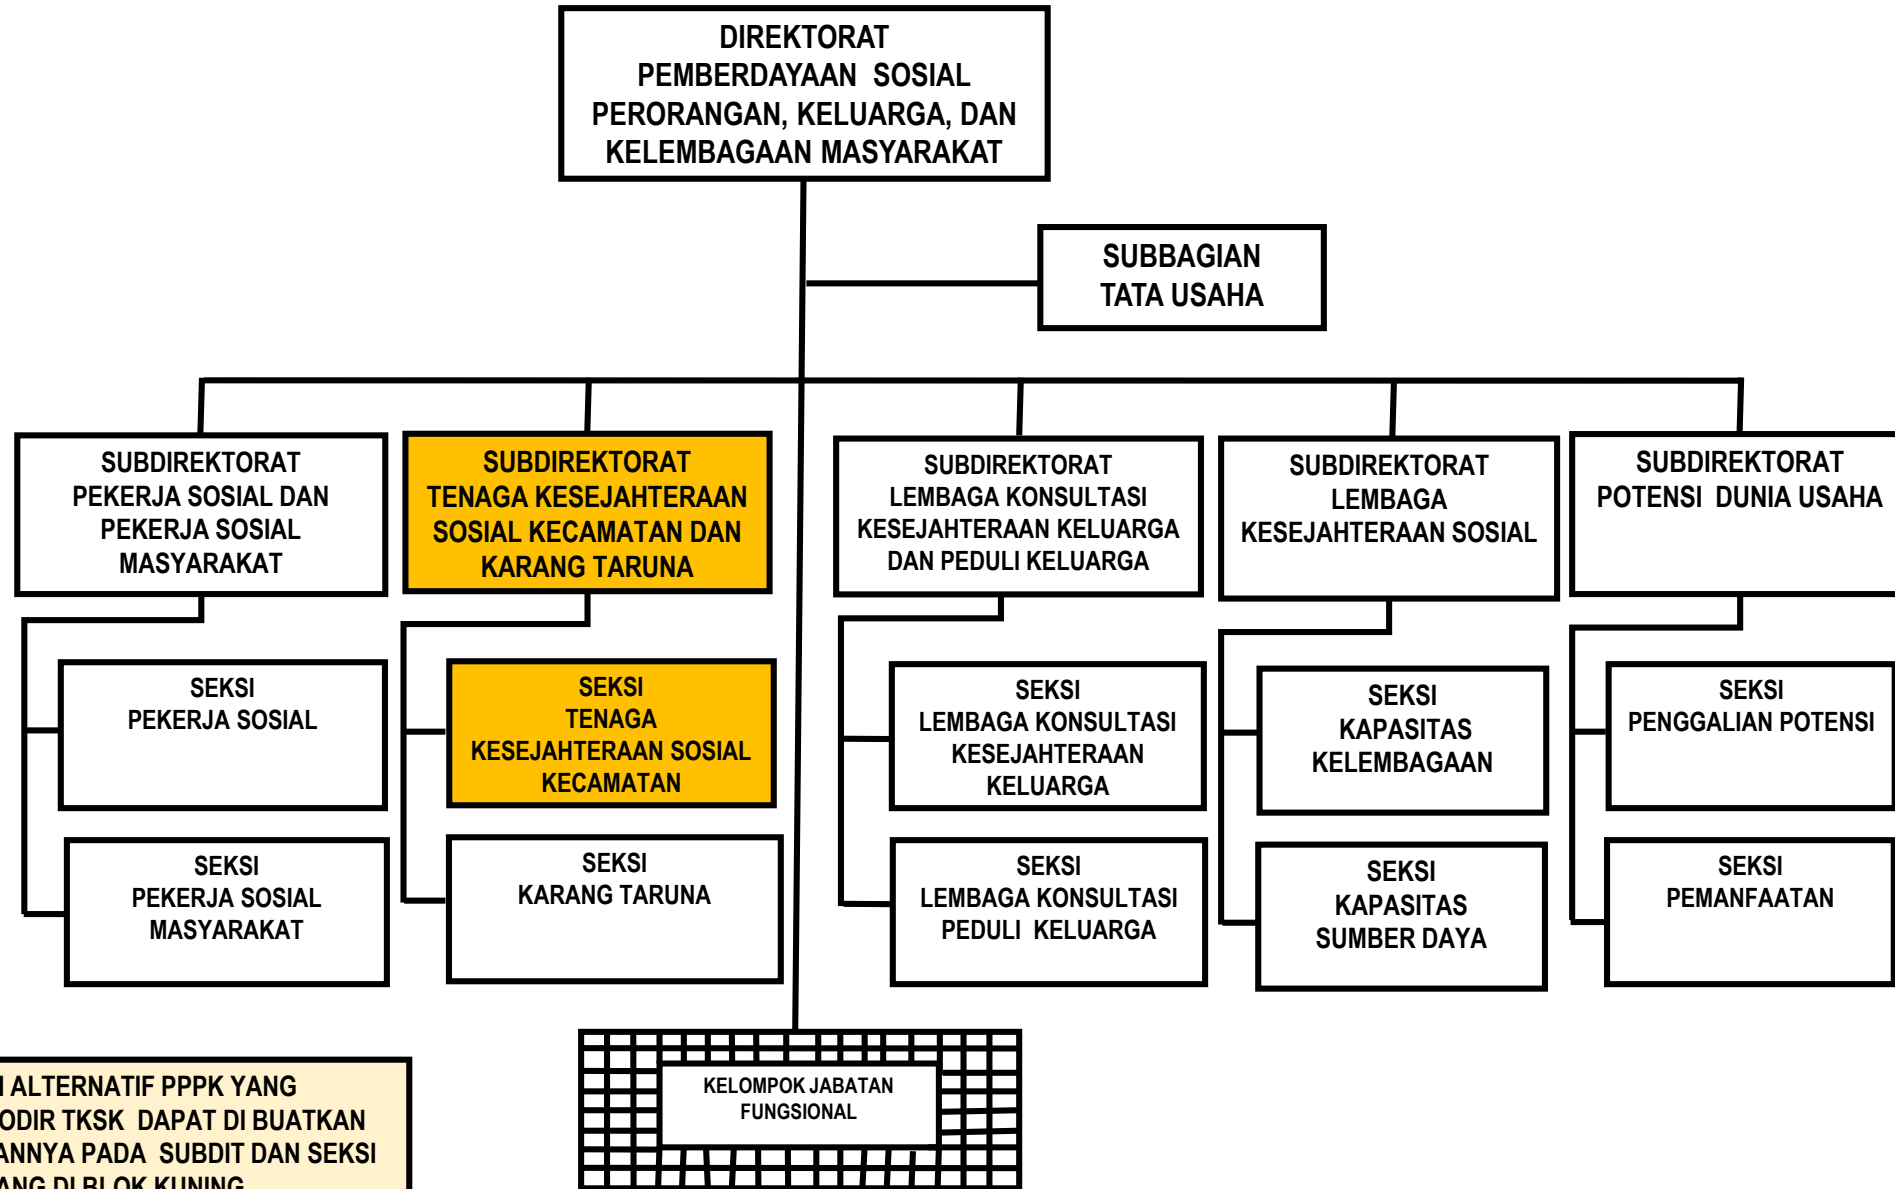 DIREKTORAT
PEMBERDAYAAN SOSIAL
PERORANGAN, KELUARGA, DAN
KELEMBAGAAN MASYARAKAT
SUBBAGIAN
TATA USAHA
SUBDIREKTORAT
PEKERJA SOSIAL DAN
PEKERJA SOSIAL
MASYARAKAT
SUBDIREKTORAT
TENAGA KESEJAHTERAAN
SOSIAL KECAMATAN DAN
KARANG TARUNA
SUBDIREKTORAT
LEMBAGA KONSULTASI
KESEJAHTERAAN KELUARGA
DAN PEDULI KELUARGA
SUBDIREKTORAT
LEMBAGA
KESEJAHTERAAN SOSIAL
SUBDIREKTORAT
POTENSI DUNIA USAHA
SEKSI
PEKERJA SOSIAL
SEKSI
TENAGA
KESEJAHTERAAN SOSIAL
KECAMATAN
SEKSI
LEMBAGA KONSULTASI
KESEJAHTERAAN
KELUARGA
SEKSI
KAPASITAS
KELEMBAGAAN
SEKSI
PENGGALIAN POTENSI
SEKSI
PEKERJA SOSIAL
MASYARAKAT
SEKSI
KARANG TARUNA
SEKSI
LEMBAGA KONSULTASI
PEDULI KELUARGA
SEKSI
KAPASITAS
SUMBER DAYA
SEKSI
PEMANFAATAN
KELOMPOK JABATAN
FUNGSIONAL
ALTERNATIF PPPK YANG
TKSK DAPAT DI BUATKAN
PADA SUBDIT DAN SEKSI
DI BLOK KUNING